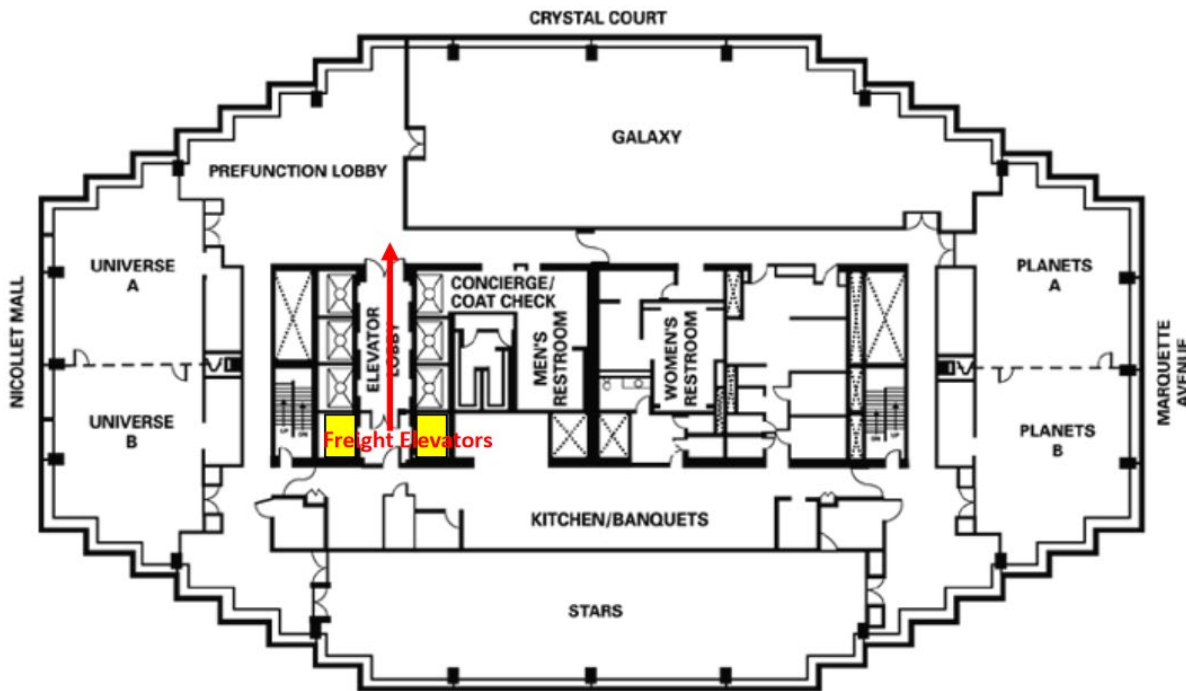 CRYSTAL COURT
GALAXY
PREFUNCTION LOBBY
UNIVERSE
A
CONCIERGE/
COAT CHECK
PLANETS
A
NICOLLET MALL
ELEVATOR
LOBBY
MEN'S
RESTROOM
WOMEN'S
RESTROOM
MARQUETTE
AVENUE
UNIVERSE
B
Freight Elevators
PLANETS
B
KITCHEN/BANQUETS
STARS